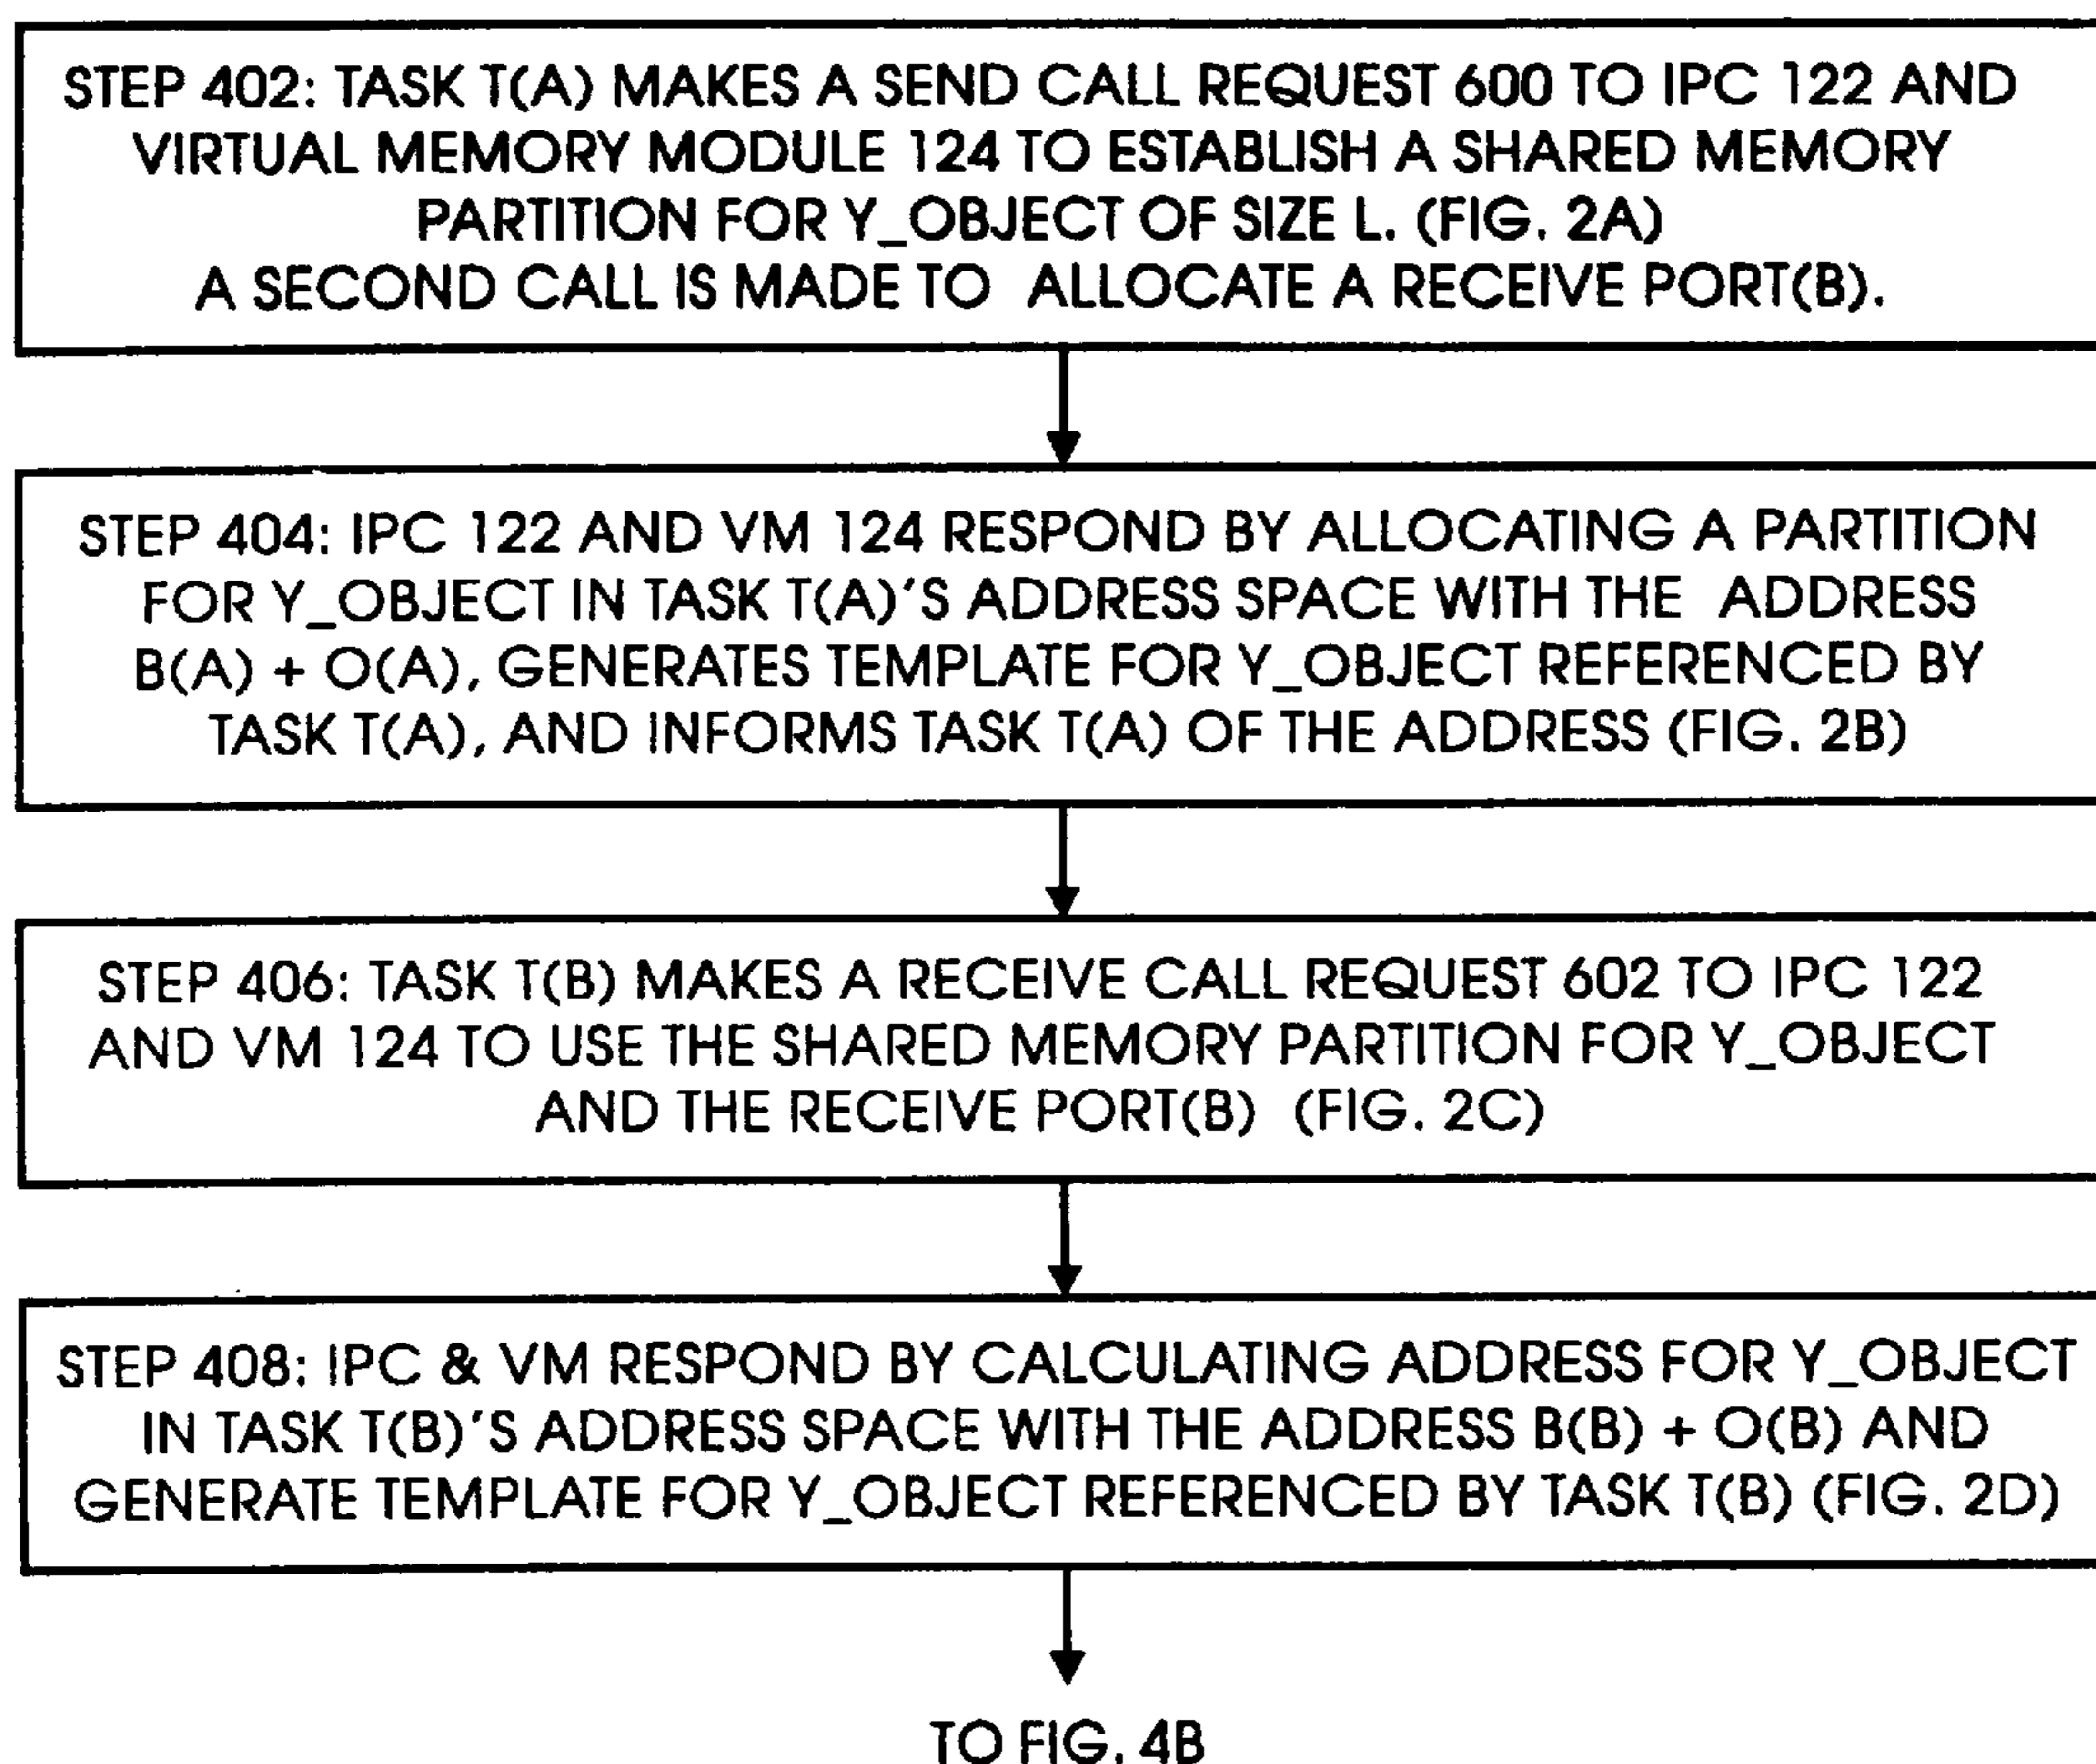 STEP 402: TASK T(A) MAKES A SEND CALL REQUEST 600 TO IPC 122 AND
VIRTUAL MEMORY MODULE 124 TO ESTABLISH A SHARED MEMORY
PARTITION FOR Y_OBJECT OF SIZE L. (FIG. 2A)
A SECOND CALL IS MADE TO ALLOCATE A RECEIVE PORT(B).
STEP 404: IPC 122 AND VM 124 RESPOND BY ALLOCATING A PARTITION
FOR Y_OBJECT IN TASK T(A)'S ADDRESS SPACE WITH THE ADDRESS
B(A) + O(A), GENERATES TEMPLATE FOR Y_OBJECT REFERENCED BY
TASK T(A), AND INFORMS TASK T(A) OF THE ADDRESS (FIG. 2B)
STEP 406: TASK T(B) MAKES A RECEIVE CALL REQUEST 602 TO IPC 122
AND VM 124 TO USE THE SHARED MEMORY PARTITION FOR Y_OBJECT
AND THE RECEIVE PORT(B) (FIG. 2C)
STEP 408: IPC & VM RESPOND BY CALCULATING ADDRESS FOR Y_OBJECT
IN TASK T(B)'S ADDRESS SPACE WITH THE ADDRESS B(B) + O(B) AND
GENERATE TEMPLATE FOR Y_OBJECT REFERENCED BY TASK T(B) (FIG. 2D)
TO FIG. 4B